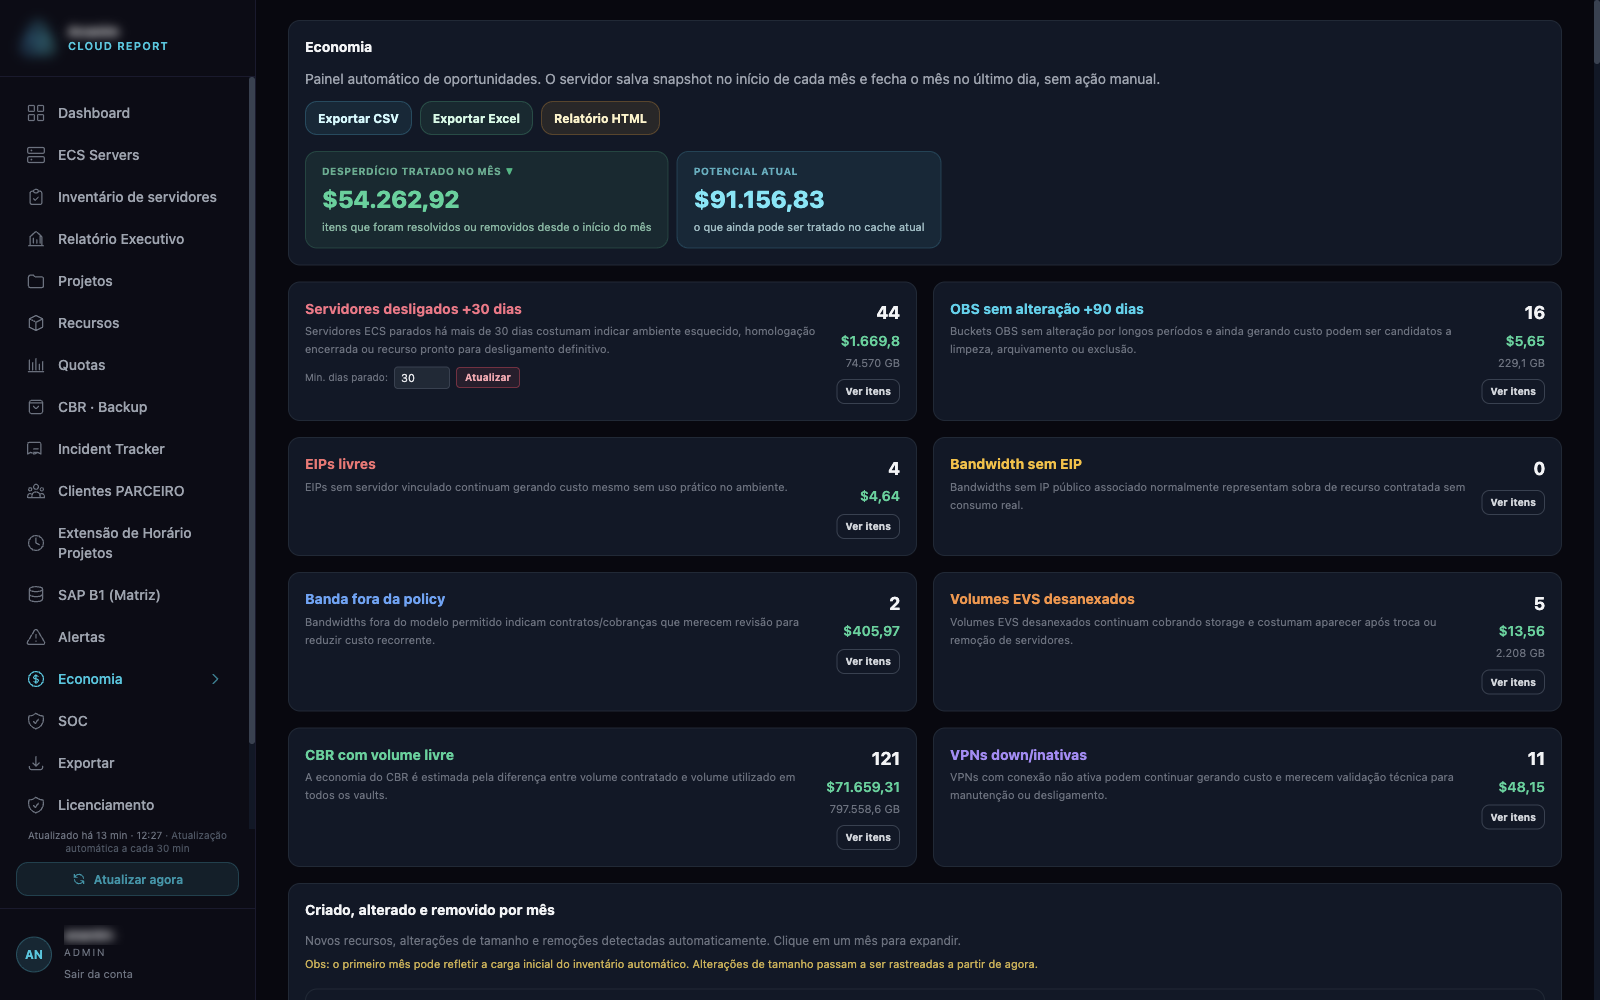 CLOUD REPORT
Dashboard
ECS Servers
Inventário de servidores
Relatório Executivo
Projetos
Recursos
Quotas
CBR · Backup
Incident Tracker
Clientes PARCEIRO
Extensão de Horário
Projetos
SAP B1 (Matriz)
Alertas
Economia
SOC
Exportar
Licenciamento
Atualizado há 13 min · 12:27 · Atualização
automática a cada 30 min
Atualizar agora
AN
ADMIN
Sair da conta
Economia
Painel automático de oportunidades. O servidor salva snapshot no início de cada mês e fecha o mês no último dia, sem ação manual.
Exportar CSV
Exportar Excel
Relatório HTML
DESPERDÍCIO TRATADO NO MÊS ▼
$54.262,92
itens que foram resolvidos ou removidos desde o início do mês
POTENCIAL ATUAL
$91.156,83
o que ainda pode ser tratado no cache atual
Servidores desligados +30 dias
Servidores ECS parados há mais de 30 dias costumam indicar ambiente esquecido, homologação
encerrada ou recurso pronto para desligamento definitivo.
Min. dias parado:
30
Atualizar
44
$1.669,8
74.570 GB
Ver itens
OBS sem alteração +90 dias
Buckets OBS sem alteração por longos períodos e ainda gerando custo podem ser candidatos a
limpeza, arquivamento ou exclusão.
16
$5,65
229,1 GB
Ver itens
EIPs livres
EIPs sem servidor vinculado continuam gerando custo mesmo sem uso prático no ambiente.
4
$4,64
Ver itens
Bandwidth sem EIP
Bandwidths sem IP público associado normalmente representam sobra de recurso contratada sem
consumo real.
0
Ver itens
Banda fora da policy
Bandwidths fora do modelo permitido indicam contratos/cobranças que merecem revisão para
reduzir custo recorrente.
2
$405,97
Ver itens
Volumes EVS desanexados
Volumes EVS desanexados continuam cobrando storage e costumam aparecer após troca ou
remoção de servidores.
5
$13,56
2.208 GB
Ver itens
CBR com volume livre
A economia do CBR é estimada pela diferença entre volume contratado e volume utilizado em
todos os vaults.
121
$71.659,31
797.558,6 GB
Ver itens
VPNs down/inativas
VPNs com conexão não ativa podem continuar gerando custo e merecem validação técnica para
manutenção ou desligamento.
11
$48,15
Ver itens
Criado, alterado e removido por mês
Novos recursos, alterações de tamanho e remoções detectadas automaticamente. Clique em um mês para expandir.
Obs: o primeiro mês pode refletir a carga inicial do inventário automático. Alterações de tamanho passam a ser rastreadas a partir de agora.